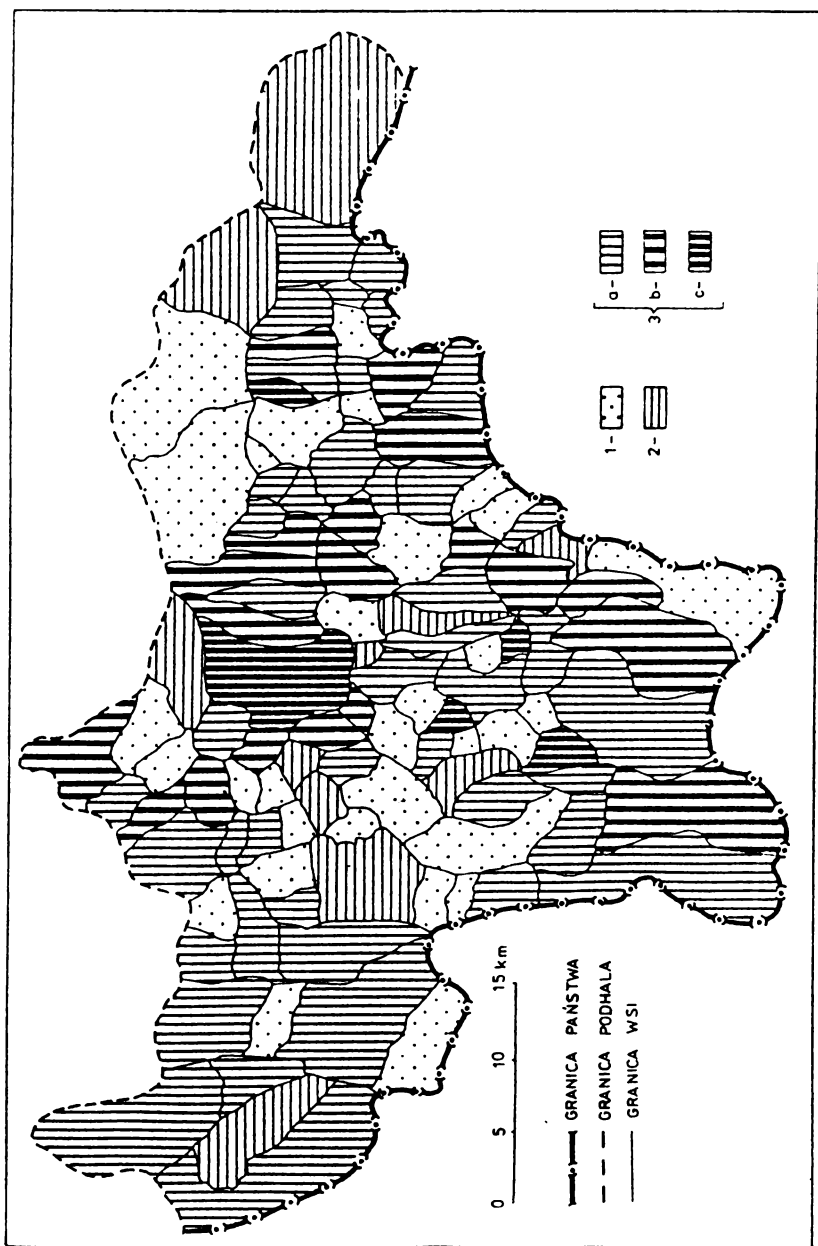 a-
3 b-
c-
1-
2-
0 5 10 15 km
GRANICA PAŃSTWA
GRANICA PODHALA
GRANICA WSI